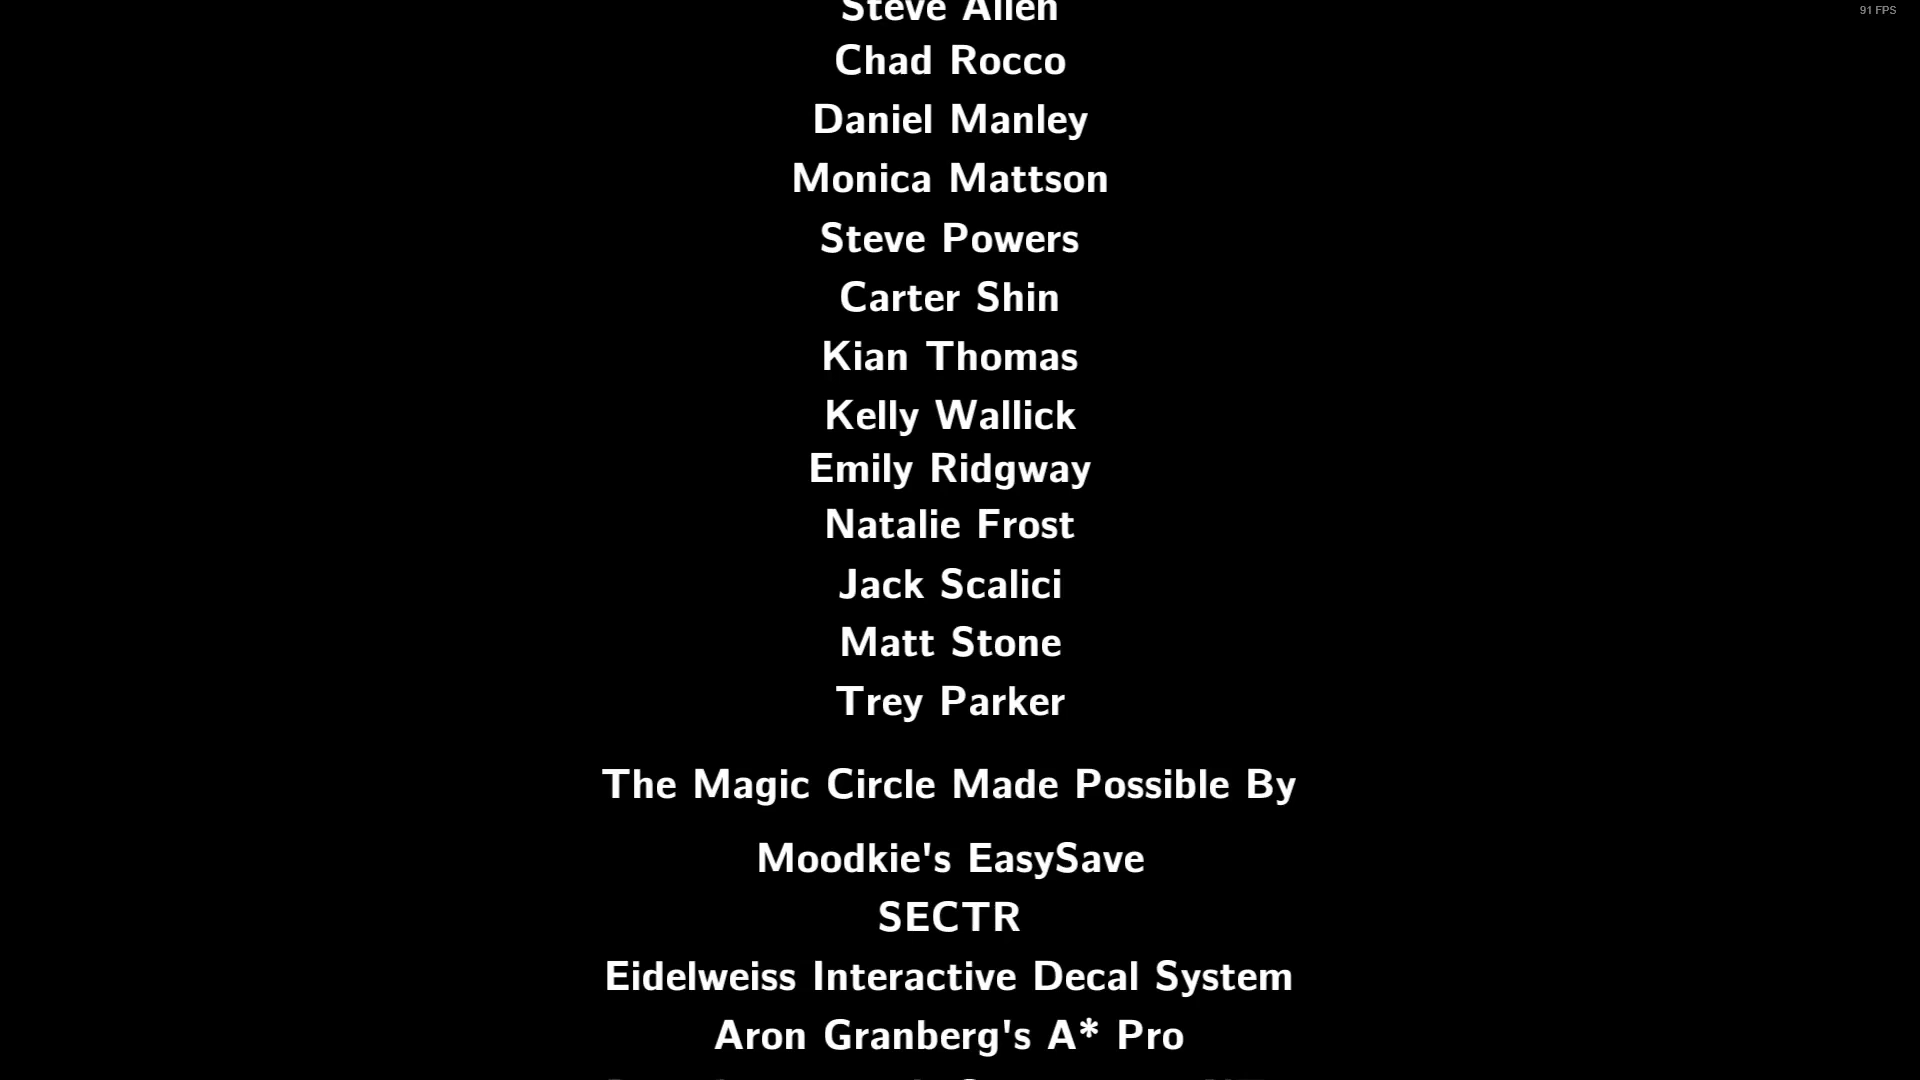 91 FPS
Steve Allen
Chad Rocco
Daniel Manley
Monica Mattson
Steve Powers
Carter Shin
Kian Thomas
Kelly Wallick
Emily Ridgway
Natalie Frost
Jack Scalici
Matt Stone
Trey Parker
The Magic Circle Made Possible By
Moodkie's EasySave
SECTR
Eidelweiss Interactive Decal System
Aron Granberg's A* Pro